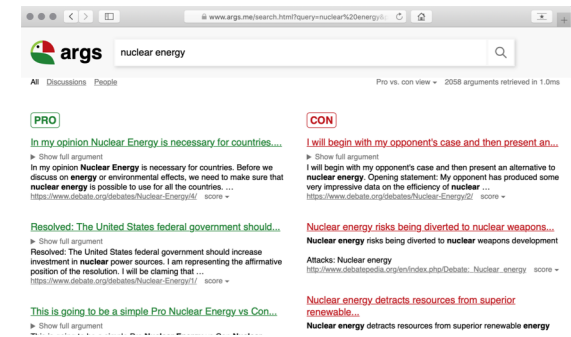 www.args.me/search.html?query=nuclear%20energy&
args
nuclear energy
All Discussions People
Pro vs. con view 2058 arguments retrieved in 1.0ms
PRO
In my opinion Nuclear Energy is necessary for countries....
Show full argument
In my opinion Nuclear Energy is necessary for countries. Before we
discuss on energy or environmental effects, we need to make sure that
nuclear energy is possible to use for all the countries. ...
https://www.debate.org/debates/Nuclear-Energy/4/ score
Resolved: The United States federal government should...
Show full argument
Resolved: The United States federal government should increase
investment in nuclear power sources. I am representing the affirmative
position of the resolution. I will be claiming that ...
https://www.debate.org/debates/Nuclear-Energy/1/ score
This is going to be a simple Pro Nuclear Energy vs Con...
Show full argument
CON
I will begin with my opponent's case and then present an...
Show full argument
I will begin with my opponent's case and then present an alternative to
nuclear energy. Opening statement: My opponent has produced some
very impressive data on the efficiency of nuclear ...
https://www.debate.org/debates/Nuclear-Energy/2/ score
Nuclear energy risks being diverted to nuclear weapons...
Nuclear energy risks being diverted to nuclear weapons development
Attacks: Nuclear energy
http://www.debatepedia.org/en/index.php/Debate:_Nuclear_energy score
Nuclear energy detracts resources from superior
renewable...
Nuclear energy detracts resources from superior renewable energy